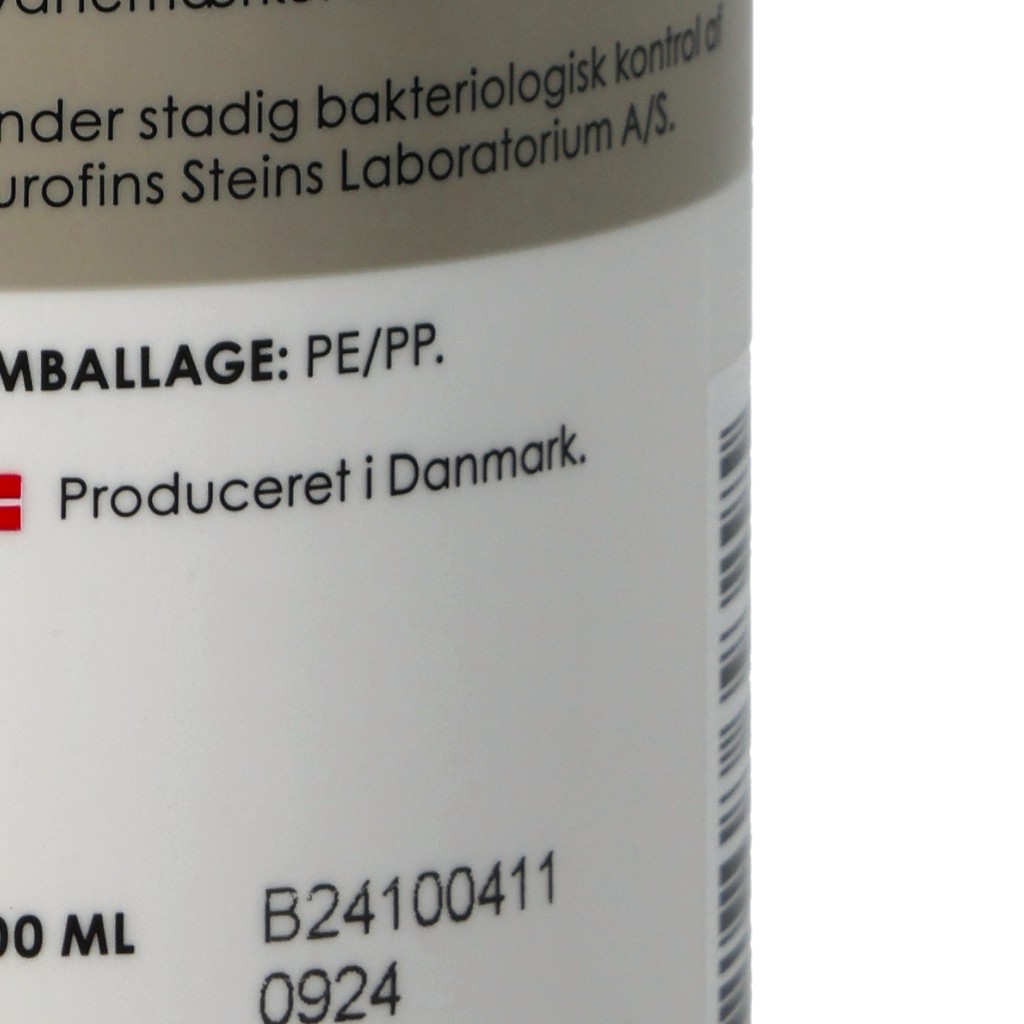 nder stadig bakteriologisk kontrol af
urofins Steins Laboratorium A/S.
MBALLAGE: PE/PP.
Produceret i Danmark.
00 ML
B24100411
0924